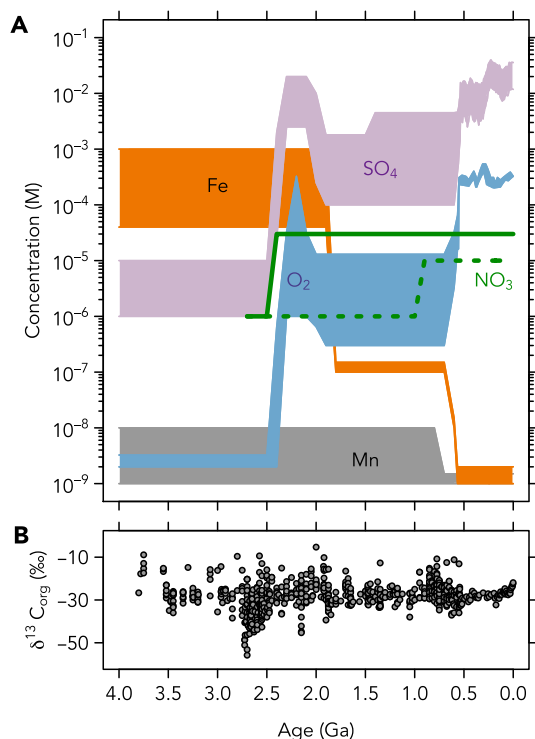 A
10⁻¹
10⁻²
10⁻³
10⁻⁴
10⁻⁵
10⁻⁶
10⁻⁷
10⁻⁸
10⁻⁹
Concentration (M)
Fe
SO₄
O₂
NO₃
Mn
B
−10
−30
−50
δ¹³ C_org (‰)
4.0 3.5 3.0 2.5 2.0 1.5 1.0 0.5 0.0
Age (Ga)